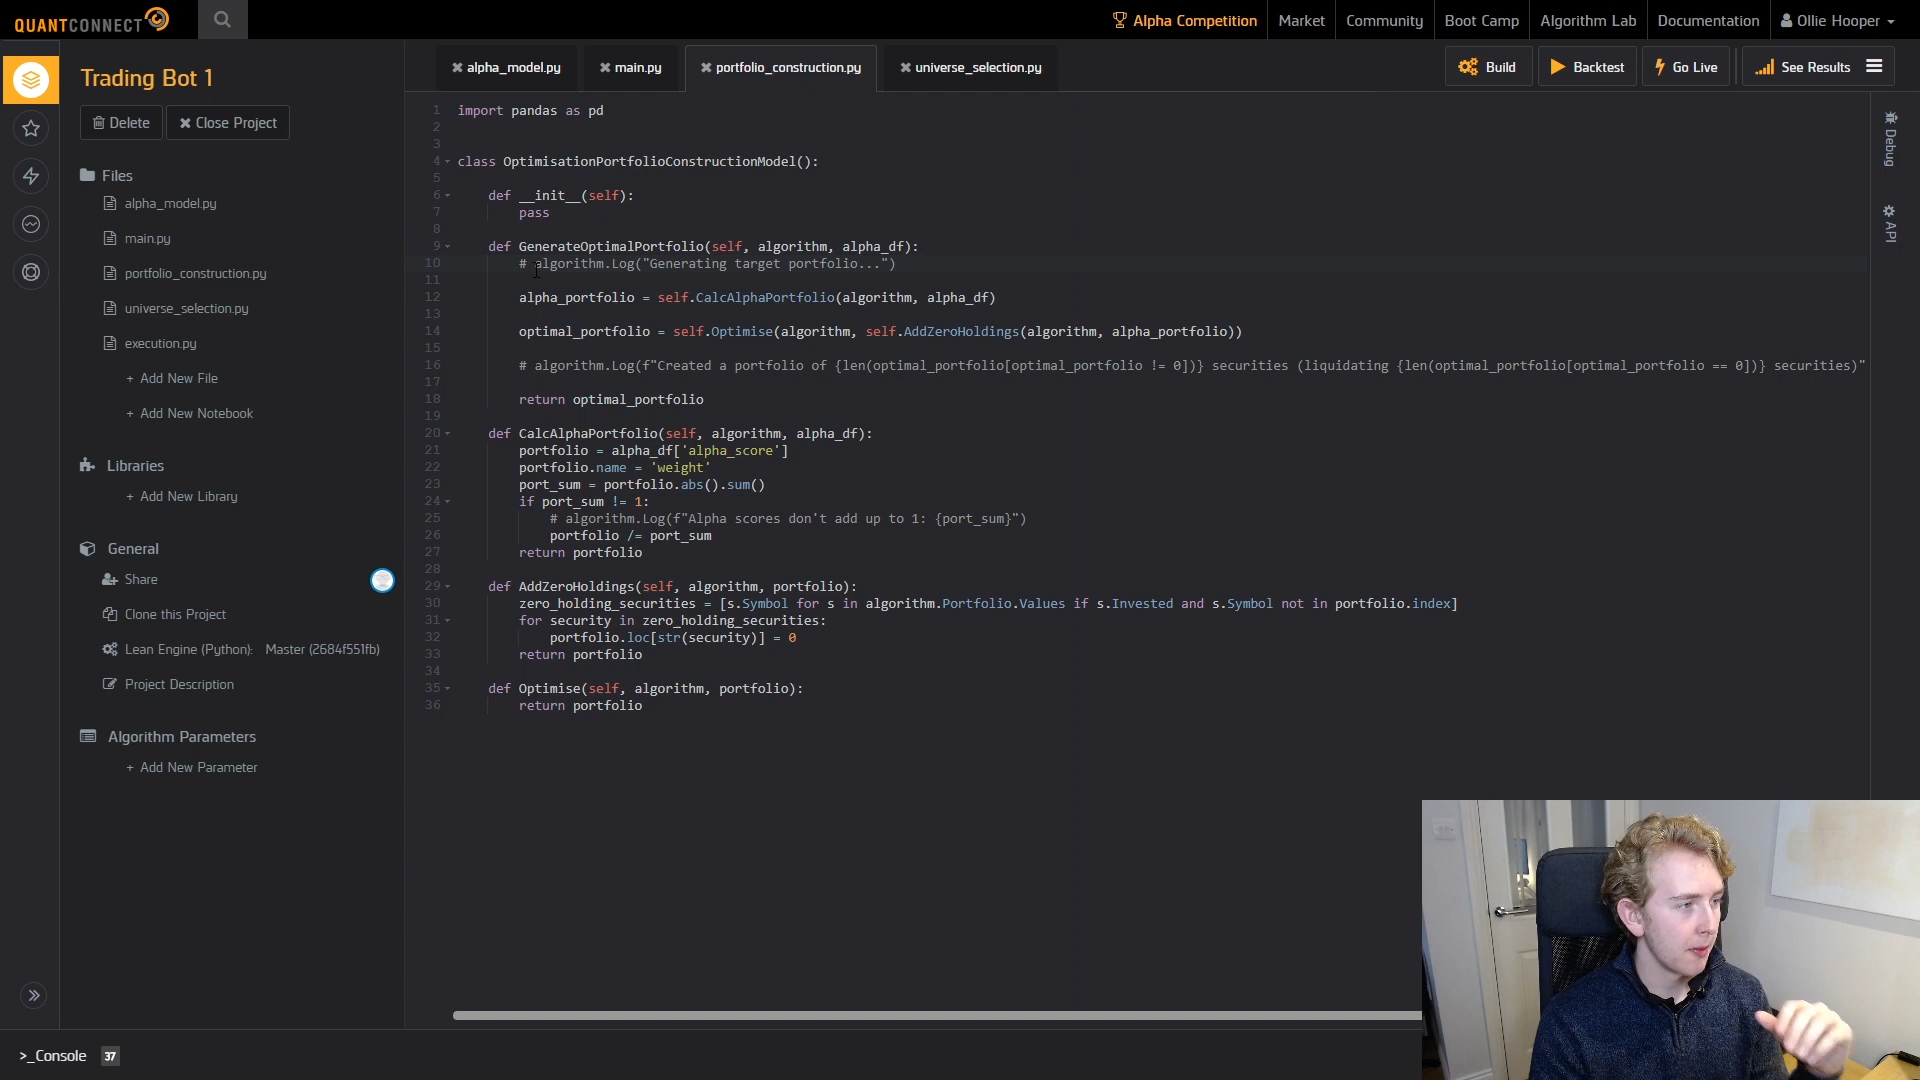 QUANTCONNECT
Alpha Competition
Market
Community
Boot Camp
Algorithm Lab
Documentation
Ollie Hooper
Trading Bot 1
Delete
Close Project
Files
alpha_model.py
main.py
portfolio_construction.py
universe_selection.py
execution.py
+ Add New File
+ Add New Notebook
Libraries
+ Add New Library
General
Share
Clone this Project
Lean Engine (Python): Master (2684f551fb)
Project Description
Algorithm Parameters
+ Add New Parameter
alpha_model.py
main.py
portfolio_construction.py
universe_selection.py
Build
Backtest
Go Live
See Results
1 import pandas as pd
2
3
4 class OptimisationPortfolioConstructionModel():
5
6 def __init__(self):
7 pass
8
9 def GenerateOptimalPortfolio(self, algorithm, alpha_df):
10 # algorithm.Log("Generating target portfolio...")
11
12 alpha_portfolio = self.CalcAlphaPortfolio(algorithm, alpha_df)
13
14 optimal_portfolio = self.Optimise(algorithm, self.AddZeroHoldings(algorithm, alpha_portfolio))
15
16 # algorithm.Log(f"Created a portfolio of {len(optimal_portfolio[optimal_portfolio != 0])} securities (liquidating {len(optimal_portfolio[optimal_portfolio == 0])} securities)"
17
18 return optimal_portfolio
19
20 def CalcAlphaPortfolio(self, algorithm, alpha_df):
21 portfolio = alpha_df['alpha_score']
22 portfolio.name = 'weight'
23 port_sum = portfolio.abs().sum()
24 if port_sum != 1:
25 # algorithm.Log(f"Alpha scores don't add up to 1: {port_sum}")
26 portfolio /= port_sum
27 return portfolio
28
29 def AddZeroHoldings(self, algorithm, portfolio):
30 zero_holding_securities = [s.Symbol for s in algorithm.Portfolio.Values if s.Invested and s.Symbol not in portfolio.index]
31 for security in zero_holding_securities:
32 portfolio.loc[str(security)] = 0
33 return portfolio
34
35 def Optimise(self, algorithm, portfolio):
36 return portfolio
Debug
API
>_Console 37